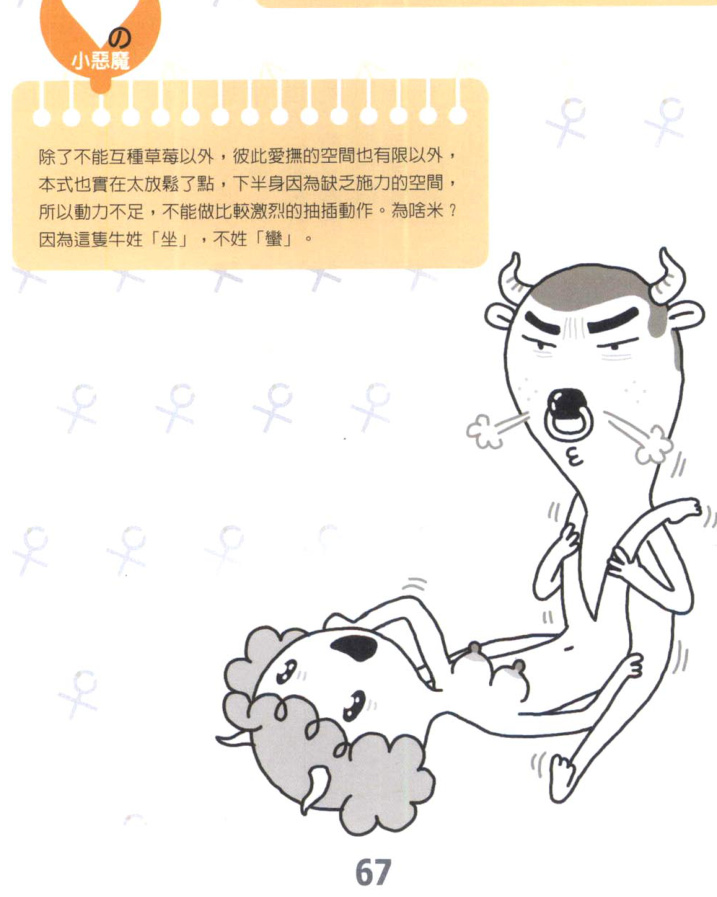 の
小惡魔
除了不能互種草莓以外，彼此愛撫的空間也有限以外，
本式也實在太放鬆了點，下半身因為缺乏施力的空間，
所以動力不足，不能做比較激烈的抽插動作。為啥米？
因為這隻牛姓「坐」，不姓「蠻」。
67